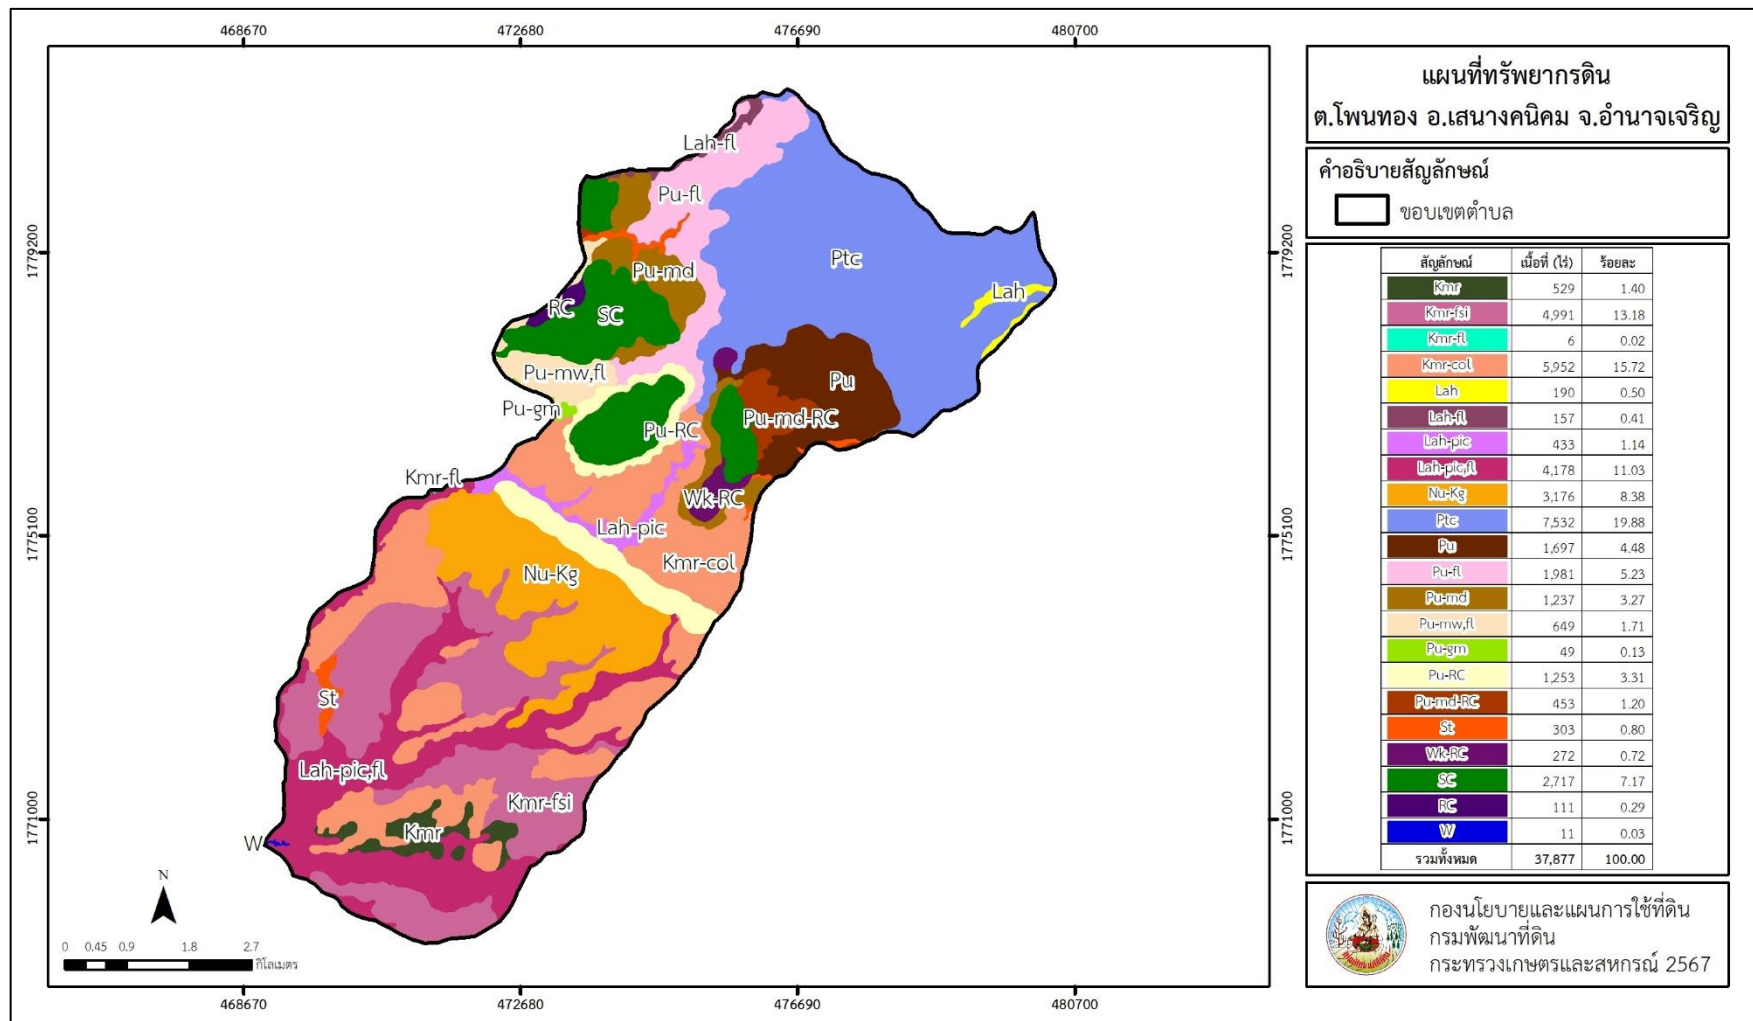 468670
472680
476690
480700
1779200
1775100
1771000
1779200
1775100
1771000
468670
472680
476690
480700
Lah-fl
Pu-fl
Ptc
Pu-md
Lah
RC
SC
Pu-mw,fl
Pu
Pu-gm
Pu-md-RC
Pu-RC
Kmr-fl
Wk-RC
Lah-pic
Kmr-col
Nu-Kg
St
Lah-pic,fl
Kmr-fsi
Kmr
W
N
0 0.45 0.9 1.8 2.7
กิโลเมตร
แผนที่ทรัพยากรดิน
ต.โพนทอง อ.เสนางคนิคม จ.อำนาจเจริญ
คำอธิบายสัญลักษณ์
ขอบเขตตำบล
สัญลักษณ์ เนื้อที่ (ไร่) ร้อยละ
Kmr 529 1.40
Kmr-fsi 4,991 13.18
Kmr-fl 6 0.02
Kmr-col 5,952 15.72
Lah 190 0.50
Lah-fl 157 0.41
Lah-pic 433 1.14
Lah-pic,fl 4,178 11.03
Nu-Kg 3,176 8.38
Ptc 7,532 19.88
Pu 1,697 4.48
Pu-fl 1,981 5.23
Pu-md 1,237 3.27
Pu-mw,fl 649 1.71
Pu-gm 49 0.13
Pu-RC 1,253 3.31
Pu-md-RC 453 1.20
St 303 0.80
Wk-RC 272 0.72
SC 2,717 7.17
RC 111 0.29
W 11 0.03
รวมทั้งหมด 37,877 100.00
กองนโยบายและแผนการใช้ที่ดิน
กรมพัฒนาที่ดิน
กระทรวงเกษตรและสหกรณ์ 2567